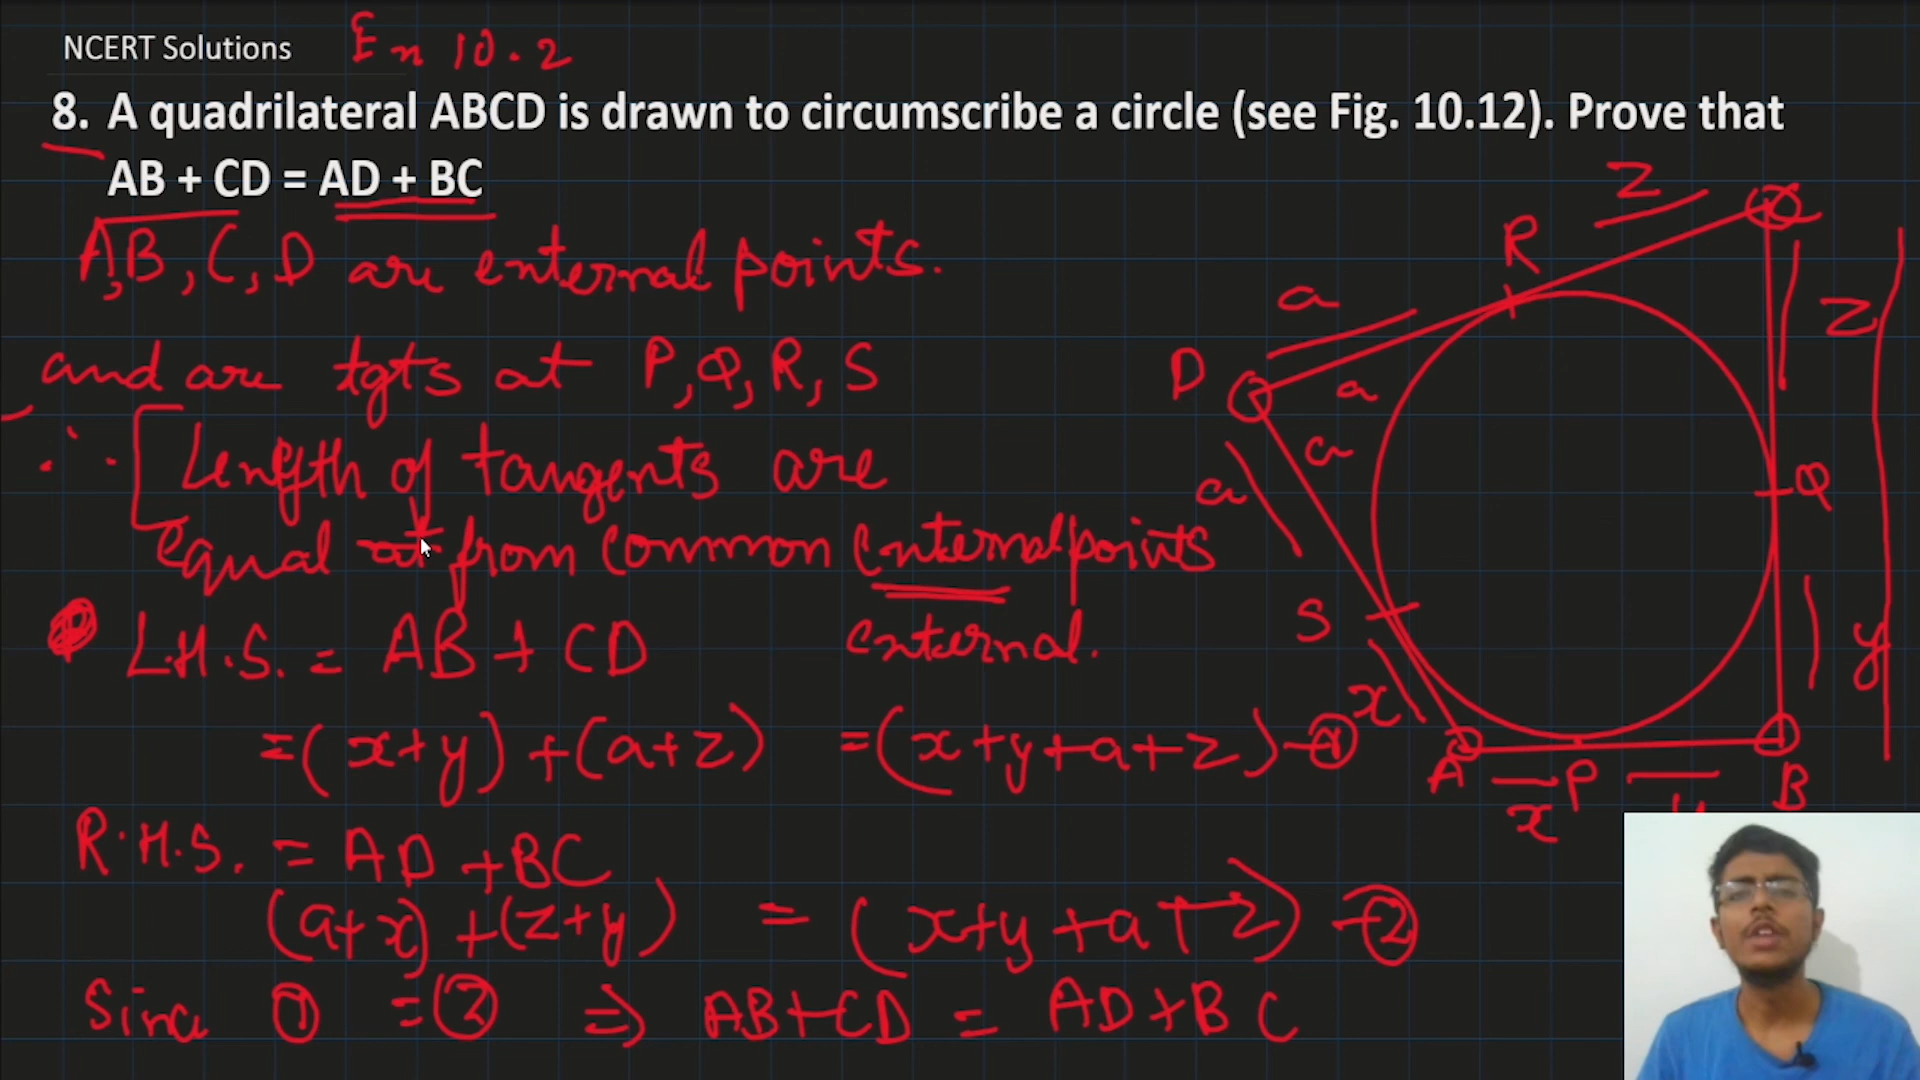 NCERT Solutions Ex 10.2
8. A quadrilateral ABCD is drawn to circumscribe a circle (see Fig. 10.12). Prove that
AB + CD = AD + BC
A, B, C, D are external points.
and are tgts at P, Q, R, S
∴ [Length of tangents are
equal from common external points
external.
L.H.S. = AB + CD
= (x+y) + (a+z) = (x+y+a+z) - ①
R.H.S. = AD + BC
(a+x) + (z+y) = (x+y+a+z) - ②
Since ① = ② ⇒ AB+CD = AD+BC
Z
R
a
Z
D
a
a
a
Q
S
y
x
A P B
x